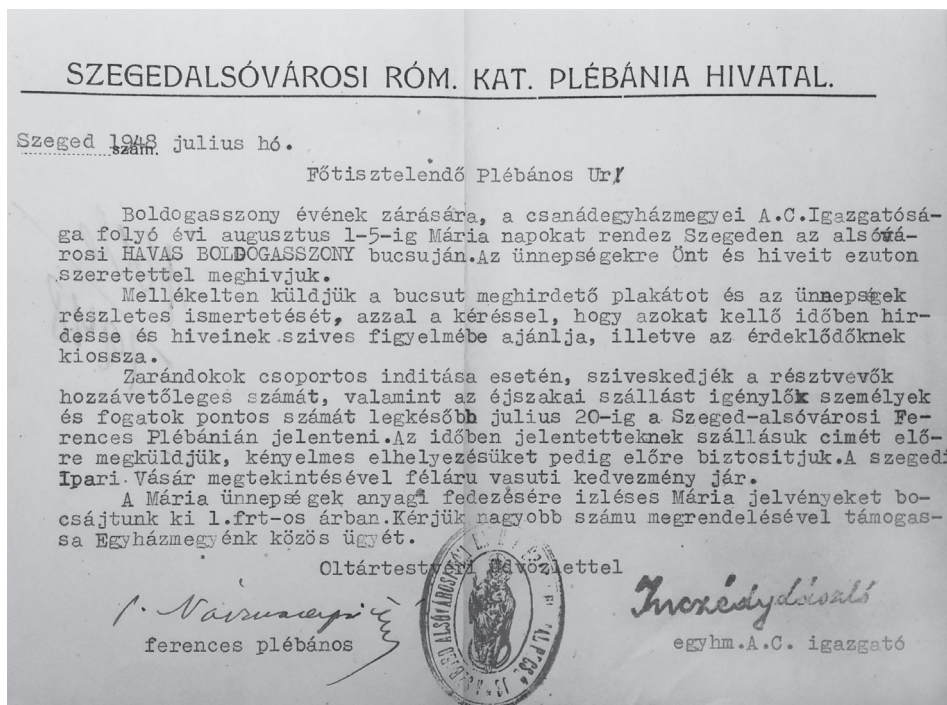 SZEGEDALSÓVÁROSI RÓM. KAT. PLÉBÁNIA HIVATAL.
Szeged 1948 julius hó.
szám.
Főtisztelendő Plébános Ur!
Boldogasszony évének zárására, a csanádegyházmegyei A.C.Igazgatósá-
ga folyó évi augusztus 1-5-ig Mária napokat rendez Szegeden az alsóvá-
rosi HAVAS BOLDOGASSZONY bucsuján.Az ünnepségekre Önt és hiveit ezuton
szeretettel meghivjuk.
Mellékelten küldjük a bucsut meghirdető plakátot és az ünnepségek
részletes ismertetését, azzal a kéréssel, hogy azokat kellő időben hir-
desse és hiveinek szives figyelmébe ajánlja, illetve az érdeklődőknek
kiossza.
Zarándokok csoportos inditása esetén, sziveskedjék a résztvevők
hozzávetőleges számát, valamint az éjszakai szállást igénylők személyek
és fogatok pontos számát legkésőbb julius 20-ig a Szeged-alsóvárosi Fe-
rences Plébánián jelenteni.Az időben jelentetteknek szállásuk cimét elő-
re megküldjük, kényelmes elhelyezésüket pedig előre biztositjuk.A szegedi
Ipari Vásár megtekintésével féláru vasuti kedvezmény jár.
A Mária ünnepségek anyagi fedezésére izléses Mária jelvényeket bo-
csájtunk ki 1.frt-os árban.Kérjük nagyobb számu megrendelésével támogas-
sa Egyházmegyénk közös ügyét.
Oltártestvéri üdvözlettel
Inczédy László
ferences plébános
egyhm.A.C. igazgató